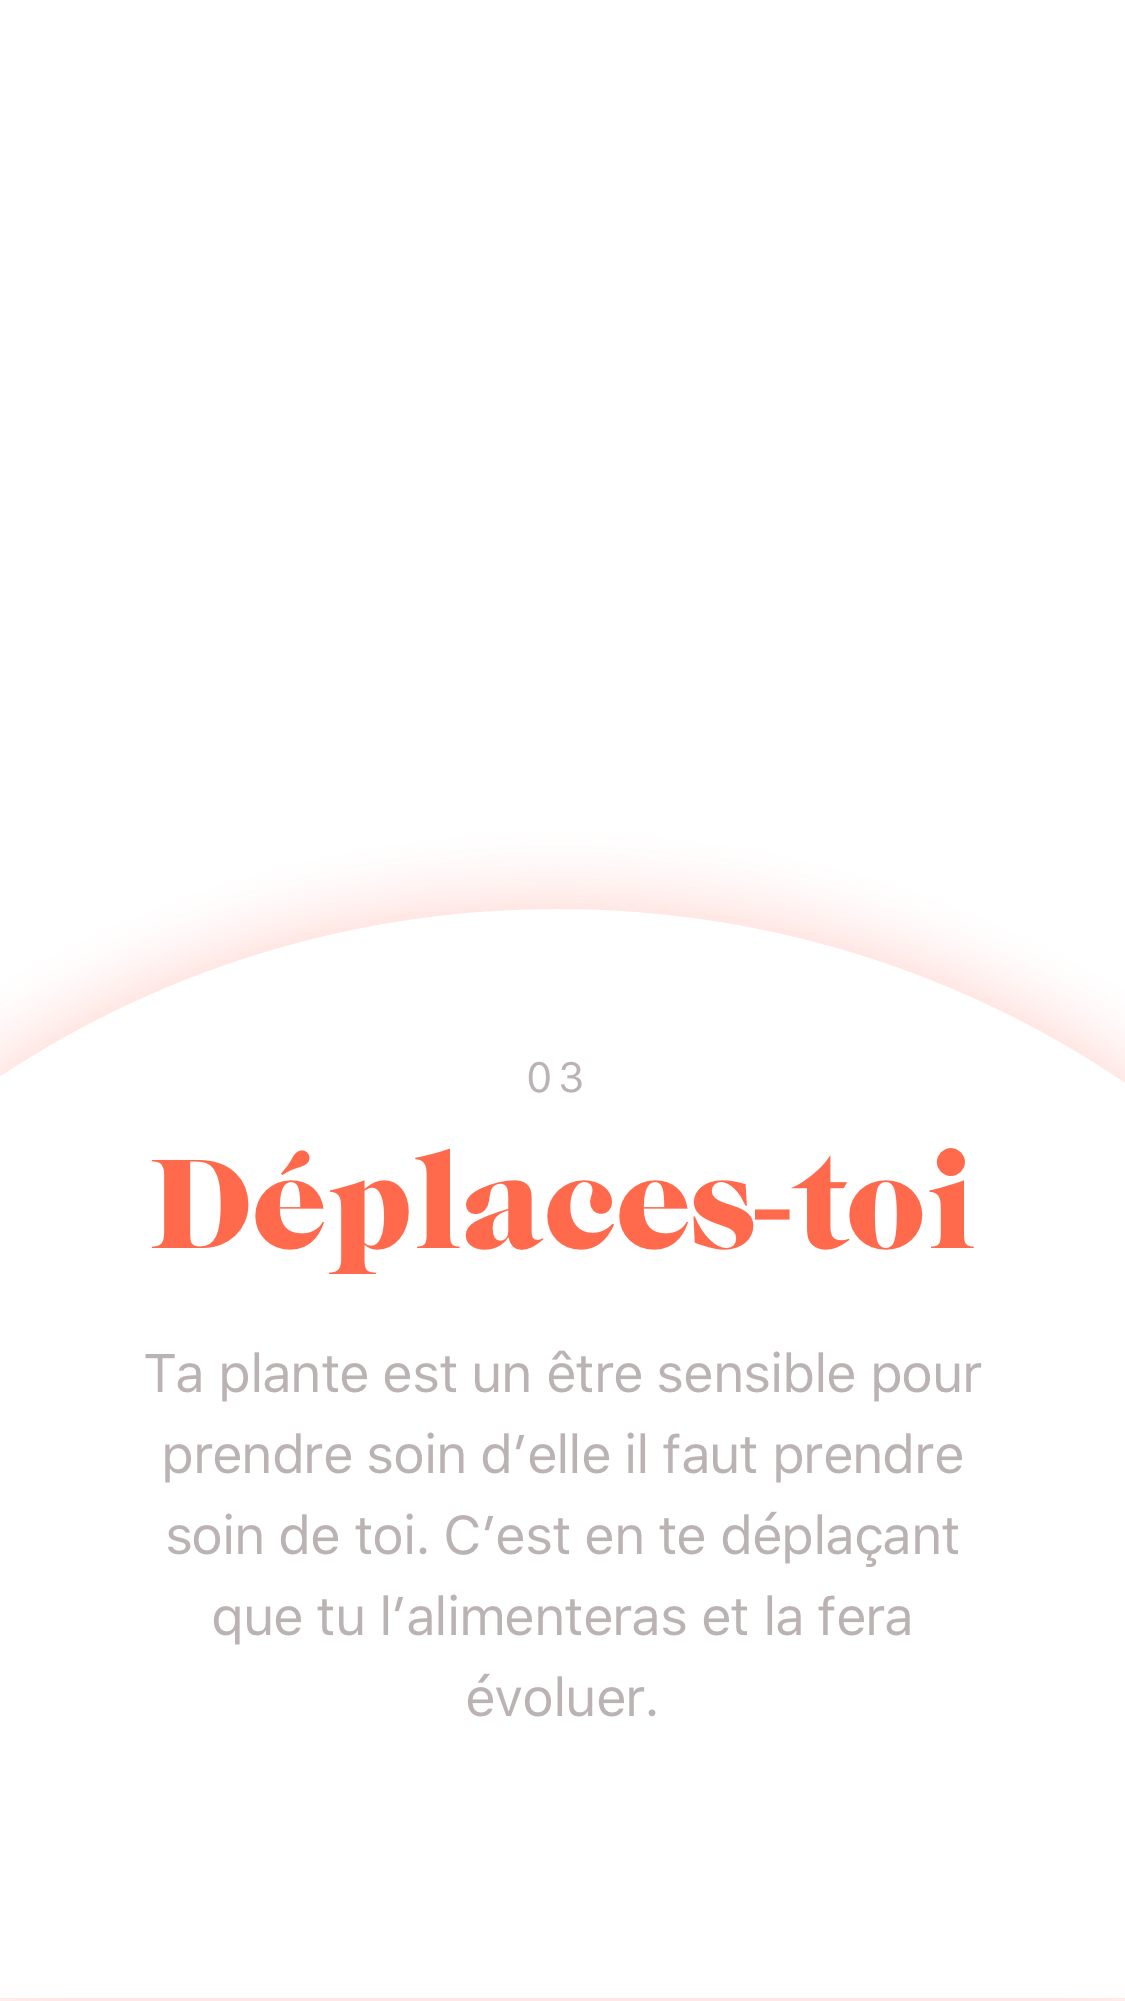 03
Déplaces-toi
Ta plante est un être sensible pour
prendre soin d’elle il faut prendre
soin de toi. C’est en te déplaçant
que tu l’alimenteras et la fera
évoluer.